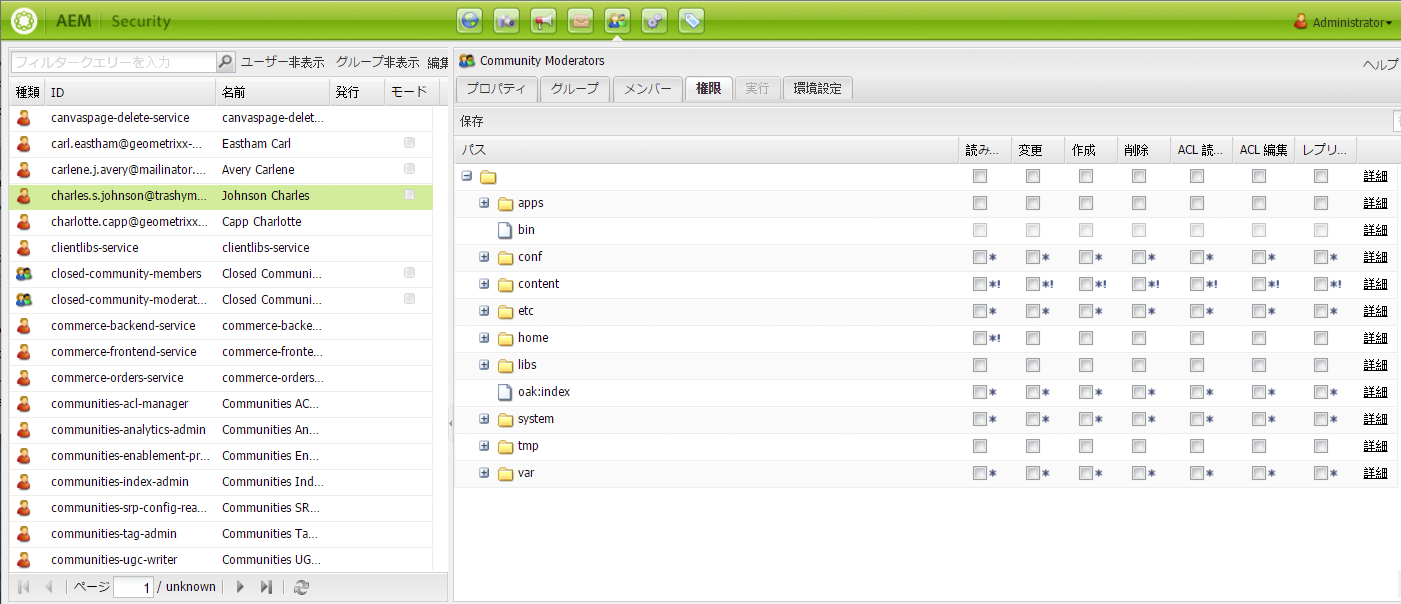 AEM Security
Administrator
フィルタークエリーを入力 ユーザー非表示 グループ非表示 編集
種類 ID 名前 発行 モード
canvaspage-delete-service canvaspage-delet...
carl.eastham@geometrixx-... Eastham Carl
carlene.j.avery@mailinator.... Avery Carlene
charles.s.johnson@trashym... Johnson Charles
charlotte.capp@geometrixx... Capp Charlotte
clientlibs-service clientlibs-service
closed-community-members Closed Communi...
closed-community-moderat... Closed Communi...
commerce-backend-service commerce-backe...
commerce-frontend-service commerce-fronte...
commerce-orders-service commerce-orders...
communities-acl-manager Communities AC...
communities-analytics-admin Communities An...
communities-enablement-pr... Communities En...
communities-index-admin Communities Ind...
communities-srp-config-rea... Communities SR...
communities-tag-admin Communities Ta...
communities-ugc-writer Communities UG...
ページ 1 / unknown
Community Moderators
ヘルプ
プロパティ グループ メンバー 権限 実行 環境設定
保存
パス 読み... 変更 作成 削除 ACL 読... ACL 編集 レプリ...
詳細
apps 詳細
bin 詳細
conf * * * * * * * 詳細
content *! *! *! *! *! *! *! 詳細
etc * * * * * * * 詳細
home *! 詳細
libs 詳細
oak:index * * * * * * * 詳細
system * * * * * * * 詳細
tmp 詳細
var * * * * * * * 詳細